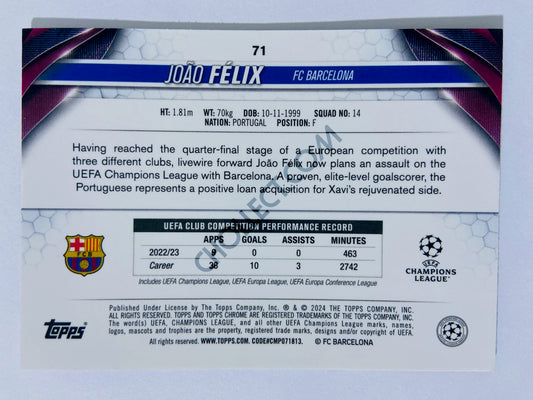 71
JOÃO FÉLIX FC BARCELONA
HT: 1.81m WT: 70kg DOB: 10-11-1999 SQUAD NO: 14
NATION: PORTUGAL POSITION: F
Having reached the quarter-final stage of a European competition with
three different clubs, livewire forward João Félix now plans an assault on the
UEFA Champions League with Barcelona. A proven, elite-level goalscorer, the
Portuguese represents a positive loan acquisition for Xavi's rejuvenated side.
UEFA CLUB COMPETITION PERFORMANCE RECORD
APPS GOALS ASSISTS MINUTES
2022/23 9 0 0 463
Career 38 10 3 2742
Includes UEFA Champions League, UEFA Europa League, UEFA Europa Conference League
FCB
UEFA
CHAMPIONS
LEAGUE
Topps
Published Under License by The Topps Company, Inc. ® & © 2024 THE TOPPS COMPANY, INC.
ALL RIGHTS RESERVED. TOPPS AND TOPPS CHROME ARE REGISTERED TRADEMARKS OF THE TOPPS COMPANY, INC.
The word(s) UEFA, CHAMPIONS LEAGUE, and all other UEFA Champions League marks, names,
logos, mascots and trophies are the property, registered trade marks, designs and/or copyright of UEFA.
All rights reserved. WWW.TOPPS.COM. CODE#CMP071813. © FC BARCELONA